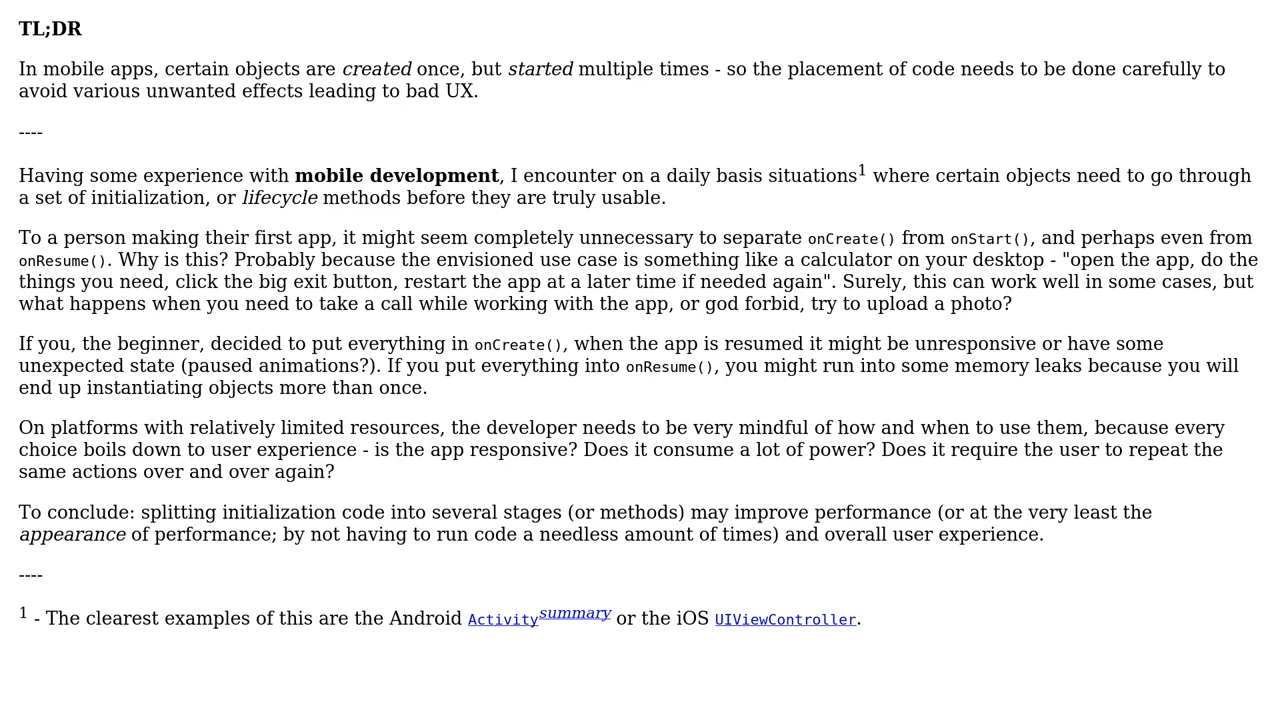 TL;DR
In mobile apps, certain objects are created once, but started multiple times - so the placement of code needs to be done carefully to
avoid various unwanted effects leading to bad UX.
----
Having some experience with mobile development, I encounter on a daily basis situations1 where certain objects need to go through
a set of initialization, or lifecycle methods before they are truly usable.
To a person making their first app, it might seem completely unnecessary to separate onCreate() from onStart(), and perhaps even from
onResume(). Why is this? Probably because the envisioned use case is something like a calculator on your desktop - "open the app, do the
things you need, click the big exit button, restart the app at a later time if needed again". Surely, this can work well in some cases, but
what happens when you need to take a call while working with the app, or god forbid, try to upload a photo?
If you, the beginner, decided to put everything in onCreate(), when the app is resumed it might be unresponsive or have some
unexpected state (paused animations?). If you put everything into onResume(), you might run into some memory leaks because you will
end up instantiating objects more than once.
On platforms with relatively limited resources, the developer needs to be very mindful of how and when to use them, because every
choice boils down to user experience - is the app responsive? Does it consume a lot of power? Does it require the user to repeat the
same actions over and over again?
To conclude: splitting initialization code into several stages (or methods) may improve performance (or at the very least the
appearance of performance; by not having to run code a needless amount of times) and overall user experience.
----
1 - The clearest examples of this are the Android Activitysummary or the iOS UIViewController.